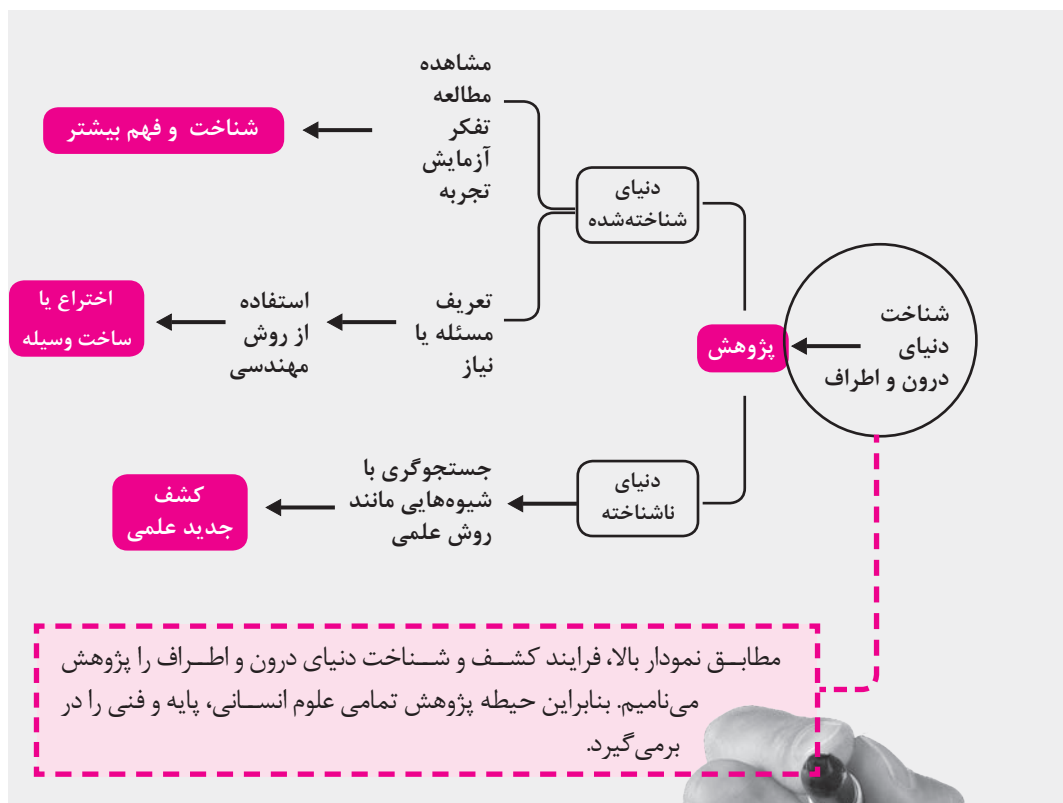 شناخت
دنیای
درون و اطراف
پژوهش
دنیای
شناخته‌شده
مشاهده
مطالعه
تفکر
آزمایش
تجربه
شناخت و فهم بیشتر
تعریف
مسئله یا
نیاز
استفاده
از روش
مهندسی
اختراع یا
ساخت وسیله
دنیای
ناشناخته
جستجوگری با
شیوه‌هایی مانند
روش علمی
کشف
جدید علمی
مطابق نمودار بالا، فرایند کشف و شناخت دنیای درون و اطراف را پژوهش
می‌نامیم. بنابراین حیطه پژوهش تمامی علوم انسانی، پایه و فنی را در
برمی‌گیرد.